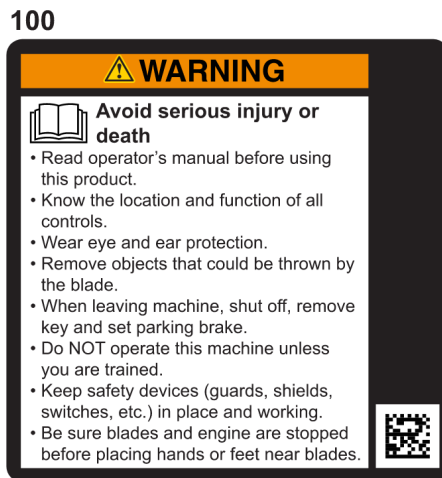 100
WARNING
Avoid serious injury or
death
• Read operator’s manual before using
this product.
• Know the location and function of all
controls.
• Wear eye and ear protection.
• Remove objects that could be thrown by
the blade.
• When leaving machine, shut off, remove
key and set parking brake.
• Do NOT operate this machine unless
you are trained.
• Keep safety devices (guards, shields,
switches, etc.) in place and working.
• Be sure blades and engine are stopped
before placing hands or feet near blades.